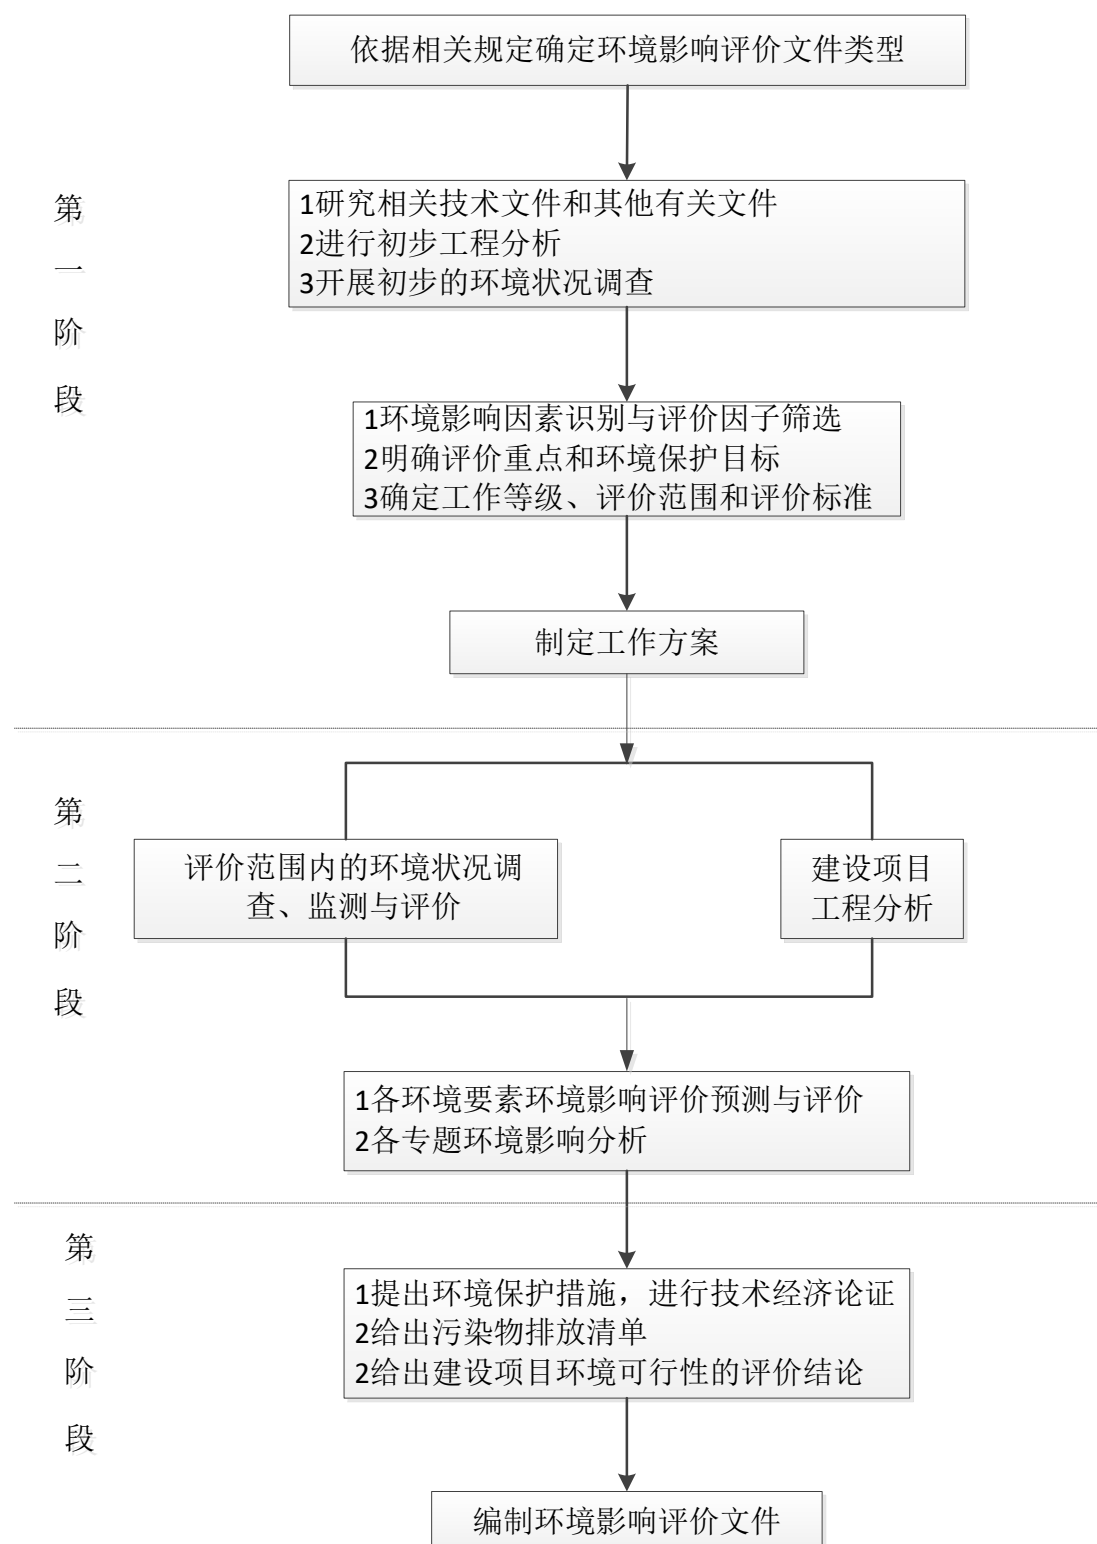 依据相关规定确定环境影响评价文件类型
第一阶段
1研究相关技术文件和其他有关文件
2进行初步工程分析
3开展初步的环境状况调查
1环境影响因素识别与评价因子筛选
2明确评价重点和环境保护目标
3确定工作等级、评价范围和评价标准
制定工作方案
第二阶段
评价范围内的环境状况调
查、监测与评价
建设项目
工程分析
1各环境要素环境影响评价预测与评价
2各专题环境影响分析
第三阶段
1提出环境保护措施，进行技术经济论证
2给出污染物排放清单
2给出建设项目环境可行性的评价结论
编制环境影响评价文件